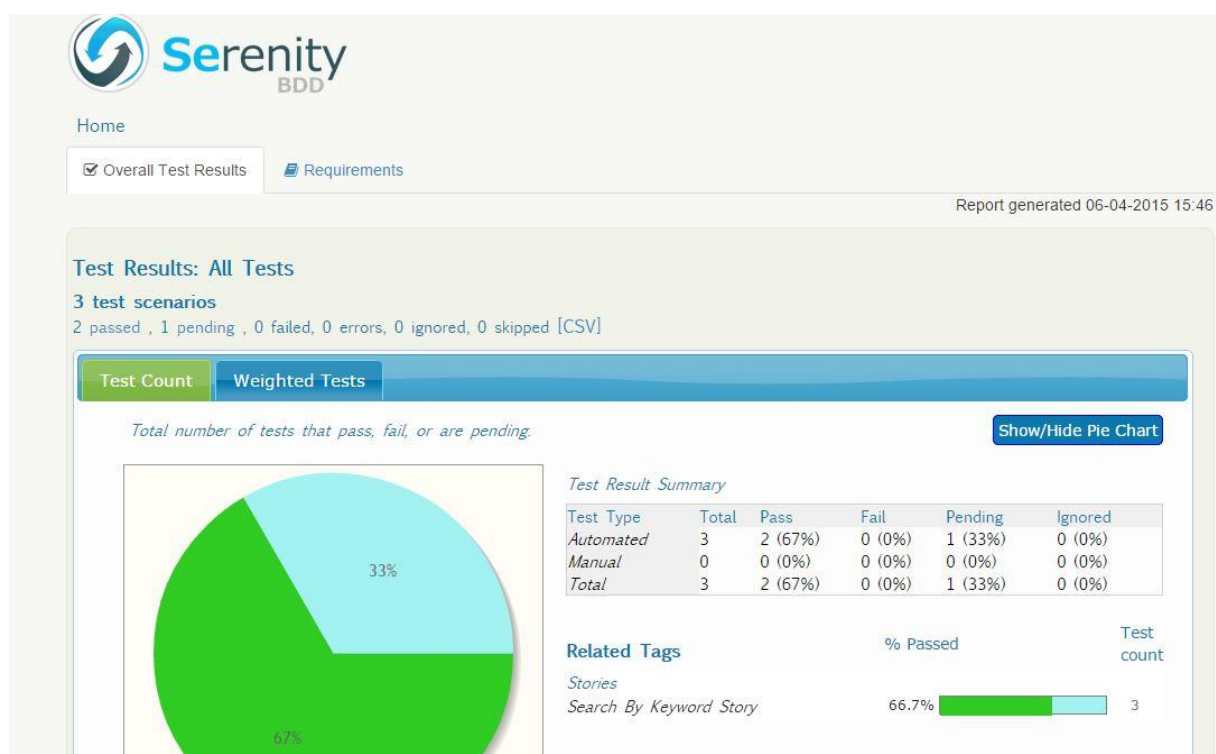 Serenity
BDD
Home
Overall Test Results Requirements
Report generated 06-04-2015 15:46
Test Results: All Tests
3 test scenarios
2 passed , 1 pending , 0 failed, 0 errors, 0 ignored, 0 skipped [CSV]
Test Count Weighted Tests
Total number of tests that pass, fail, or are pending.
Show/Hide Pie Chart
33%
67%
Test Result Summary
Test Type Total Pass Fail Pending Ignored
Automated 3 2 (67%) 0 (0%) 1 (33%) 0 (0%)
Manual 0 0 (0%) 0 (0%) 0 (0%) 0 (0%)
Total 3 2 (67%) 0 (0%) 1 (33%) 0 (0%)
Related Tags % Passed Test count
Stories
Search By Keyword Story 66.7% 3